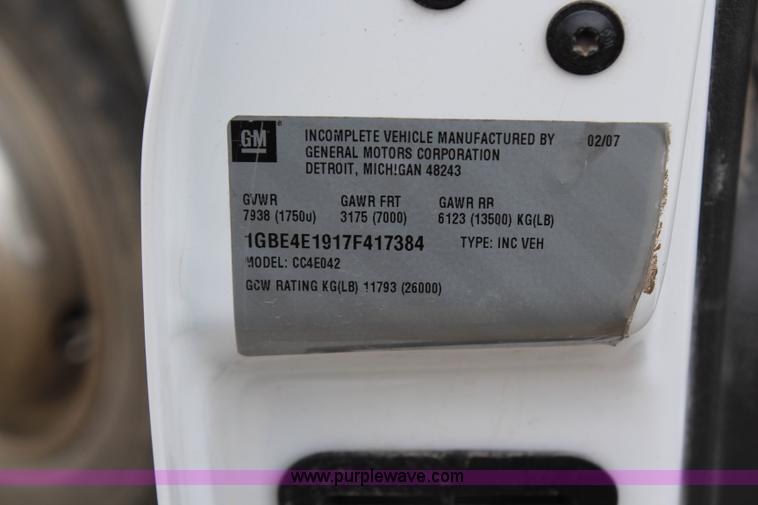 GM
INCOMPLETE VEHICLE MANUFACTURED BY 02/07
GENERAL MOTORS CORPORATION
DETROIT, MICHIGAN 48243
GVWR GAWR FRT GAWR RR
7938 (17500) 3175 (7000) 6123 (13500) KG(LB)
1GBE4E1917F417384 TYPE: INC VEH
MODEL: CC4E042
GCW RATING KG(LB) 11793 (26000)
www.purplewave.com